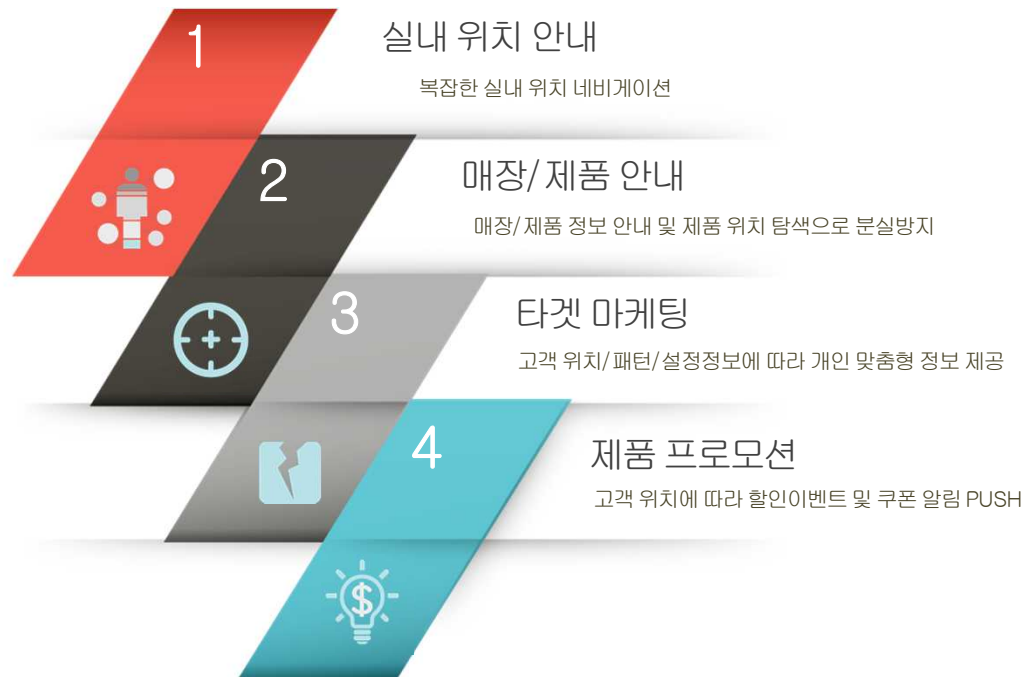 1
실내 위치 안내
복잡한 실내 위치 네비게이션
2
매장/제품 안내
매장/제품 정보 안내 및 제품 위치 탐색으로 분실방지
3
타겟 마케팅
고객 위치/패턴/설정정보에 따라 개인 맞춤형 정보 제공
4
제품 프로모션
고객 위치에 따라 할인이벤트 및 쿠폰 알림 PUSH
$